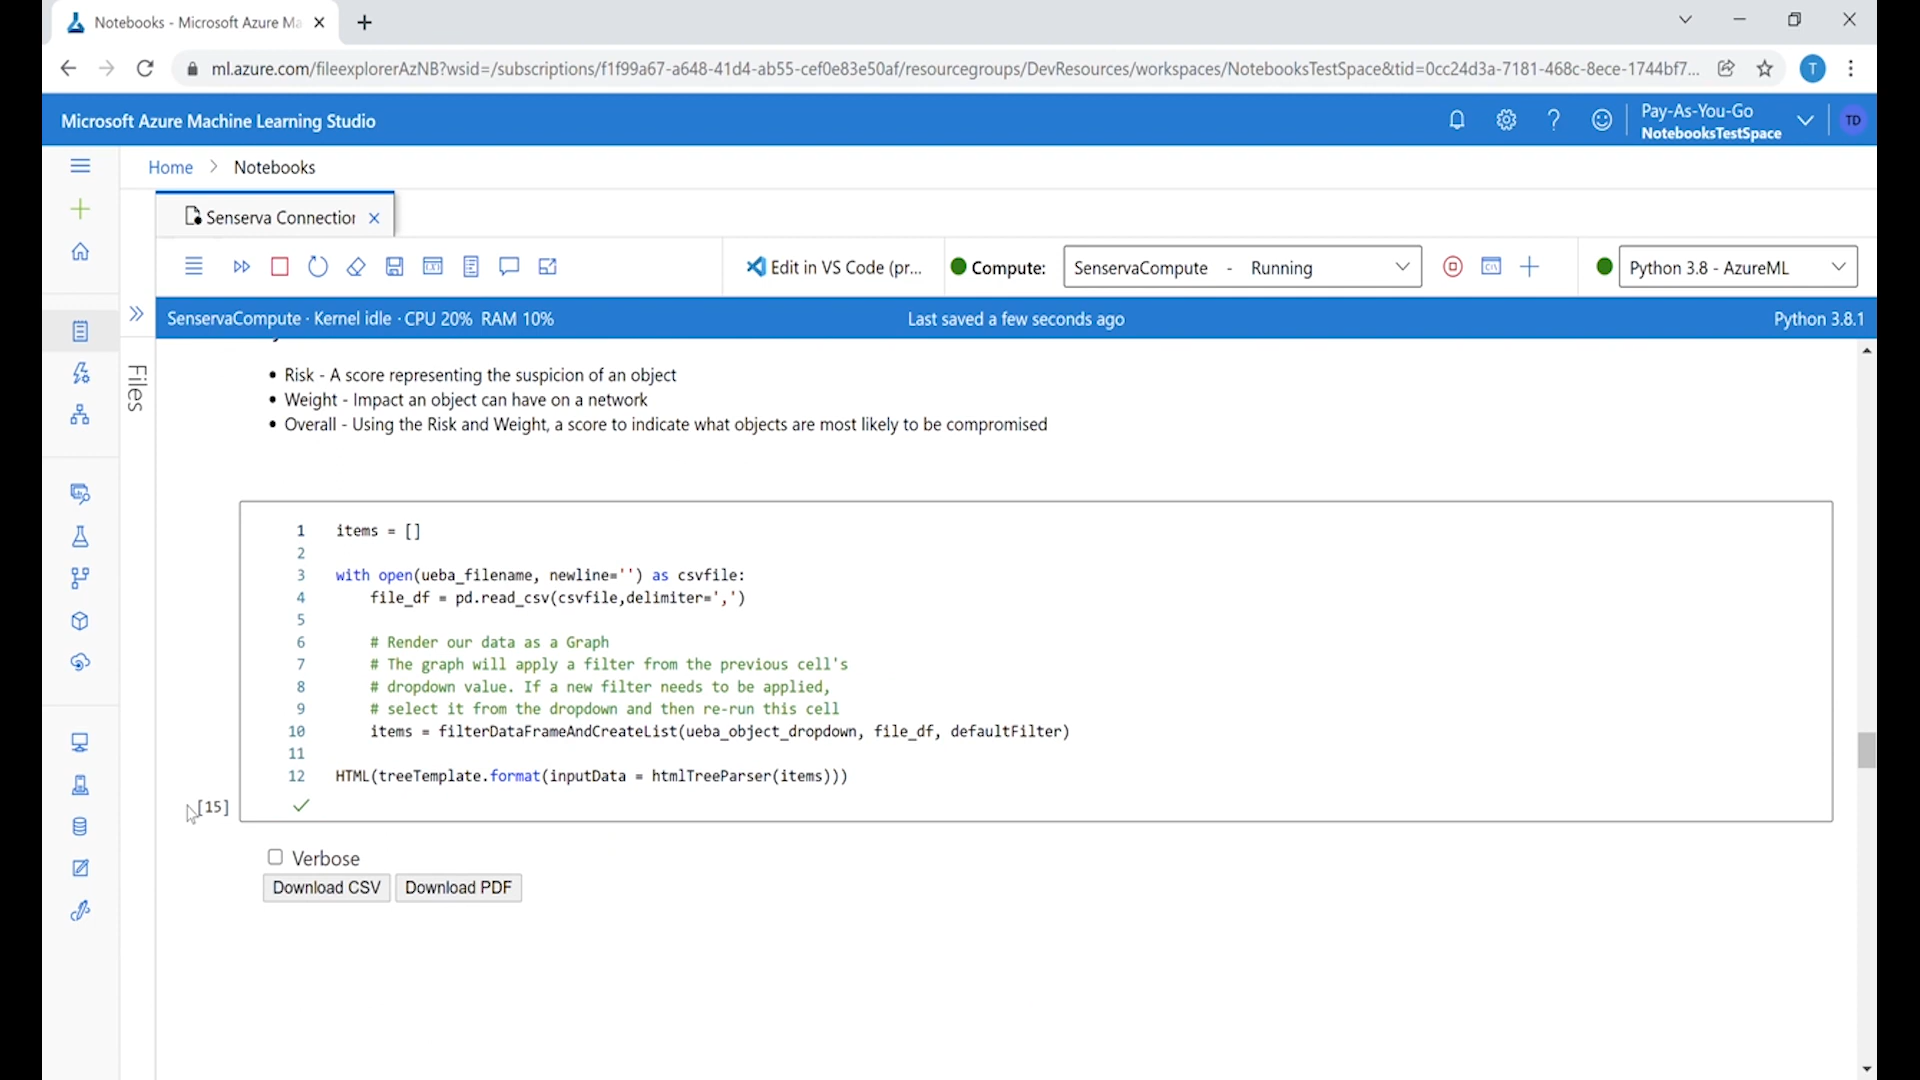 Notebooks - Microsoft Azure Ma
ml.azure.com/fileexplorerAzNB?wsid=/subscriptions/f1f99a67-a648-41d4-ab55-cef0e83e50af/resourcegroups/DevResources/workspaces/NotebooksTestSpace&tid=0cc24d3a-7181-468c-8ece-1744bf7...
T
Microsoft Azure Machine Learning Studio
Pay-As-You-Go
NotebooksTestSpace
TD
Home > Notebooks
Senserva Connection
Edit in VS Code (pr...
Compute:
SenservaCompute - Running
Python 3.8 - AzureML
SenservaCompute · Kernel idle · CPU 20% RAM 10%
Last saved a few seconds ago
Python 3.8.1
Files
• Risk - A score representing the suspicion of an object
• Weight - Impact an object can have on a network
• Overall - Using the Risk and Weight, a score to indicate what objects are most likely to be compromised
1 items = []
2
3 with open(ueba_filename, newline='') as csvfile:
4 file_df = pd.read_csv(csvfile,delimiter=',')
5
6 # Render our data as a Graph
7 # The graph will apply a filter from the previous cell's
8 # dropdown value. If a new filter needs to be applied,
9 # select it from the dropdown and then re-run this cell
10 items = filterDataFrameAndCreateList(ueba_object_dropdown, file_df, defaultFilter)
11
12 HTML(treeTemplate.format(inputData = htmlTreeParser(items)))
[15]
Verbose
Download CSV
Download PDF